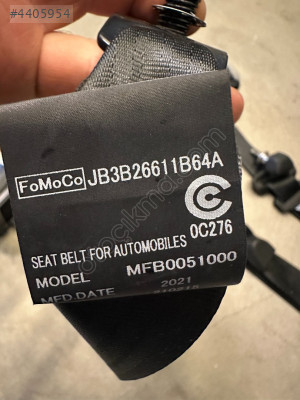 #4405954
FoMoCo JB3B26611B64A
0C276
SEAT BELT FOR AUTOMOBILES
MODEL MFB0051000
MFD.DATE 2021